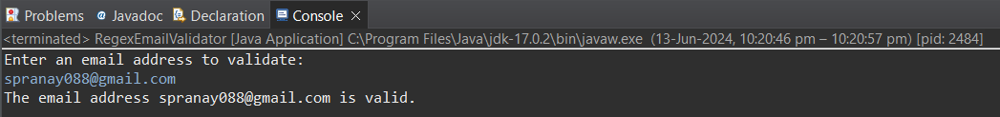 Problems @ Javadoc Declaration Console
<terminated> RegexEmailValidator [Java Application] C:\Program Files\Java\jdk-17.0.2\bin\javaw.exe (13-Jun-2024, 10:20:46 pm – 10:20:57 pm) [pid: 2484]
Enter an email address to validate:
spranay088@gmail.com
The email address spranay088@gmail.com is valid.